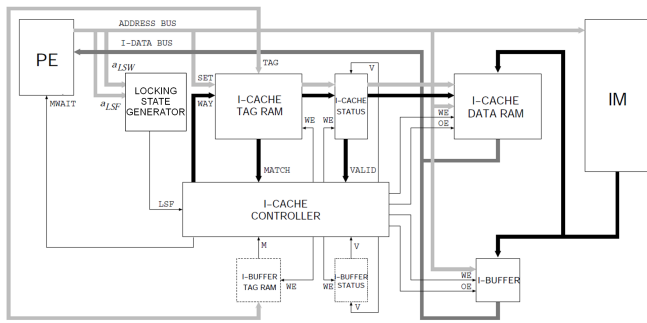 ADDRESS BUS
I-DATA BUS
PE
IM
TAG
V
a_LSW
a_LSF
MWAIT
LOCKING
STATE
GENERATOR
SET
WAY
I-CACHE
TAG RAM
I-CACHE
STATUS
I-CACHE
DATA RAM
WE
WE
WE
OE
MATCH
VALID
LSF
I-CACHE
CONTROLLER
M
V
I-BUFFER
TAG RAM
WE
WE
I-BUFFER
STATUS
V
WE
OE
I-BUFFER